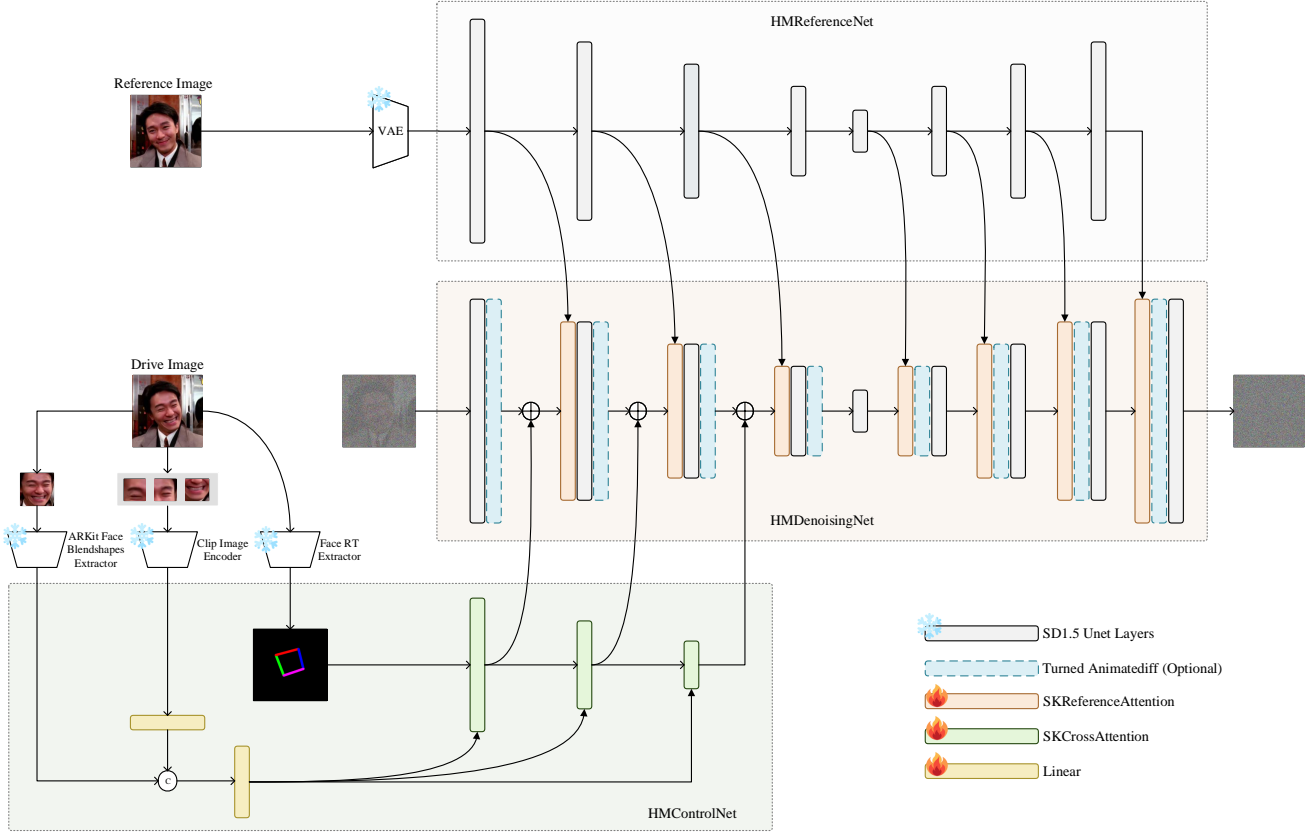 HMReferenceNet
Reference Image
VAE
Drive Image
HMDenoisingNet
ARKit Face
Blendshapes
Extractor
Clip Image
Encoder
Face RT
Extractor
SD1.5 Unet Layers
Turned Animatediff (Optional)
SKReferenceAttention
SKCrossAttention
Linear
C
HMControlNet